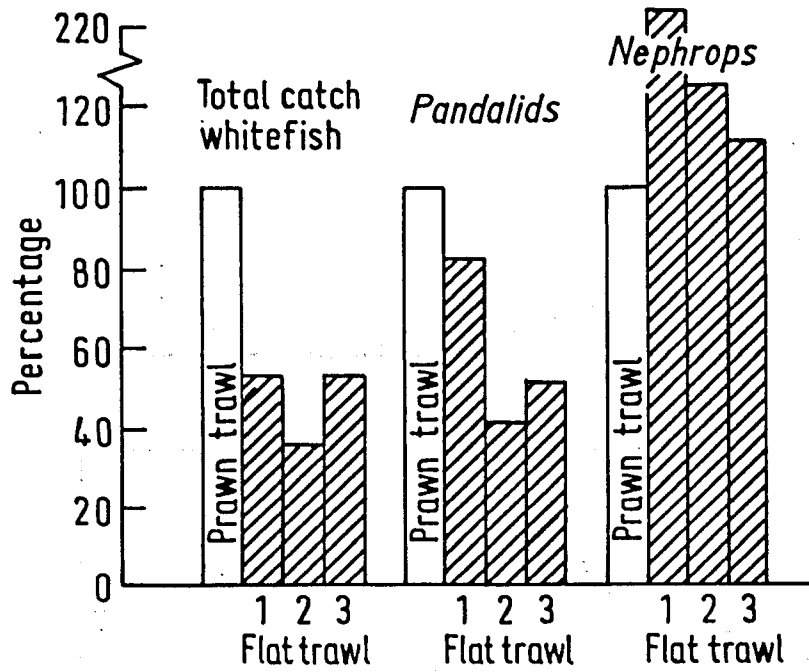 220
120
100
80
60
40
20
0
Percentage
Total catch
whitefish
Pandalids
Nephrops
Prawn trawl
Prawn trawl
Prawn trawl
1 2 3
Flat trawl
1 2 3
Flat trawl
1 2 3
Flat trawl